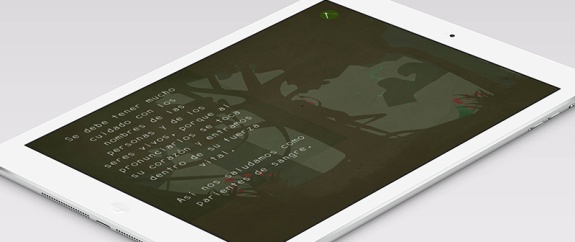 Se debe tener mucho
cuidado con los
nombres de las
personas y de los
seres vivos, porque al
pronunciarlos se toca
su corazón y entramos
dentro de su fuerza
vital.
Así nos saludamos como
parientes de sangre.